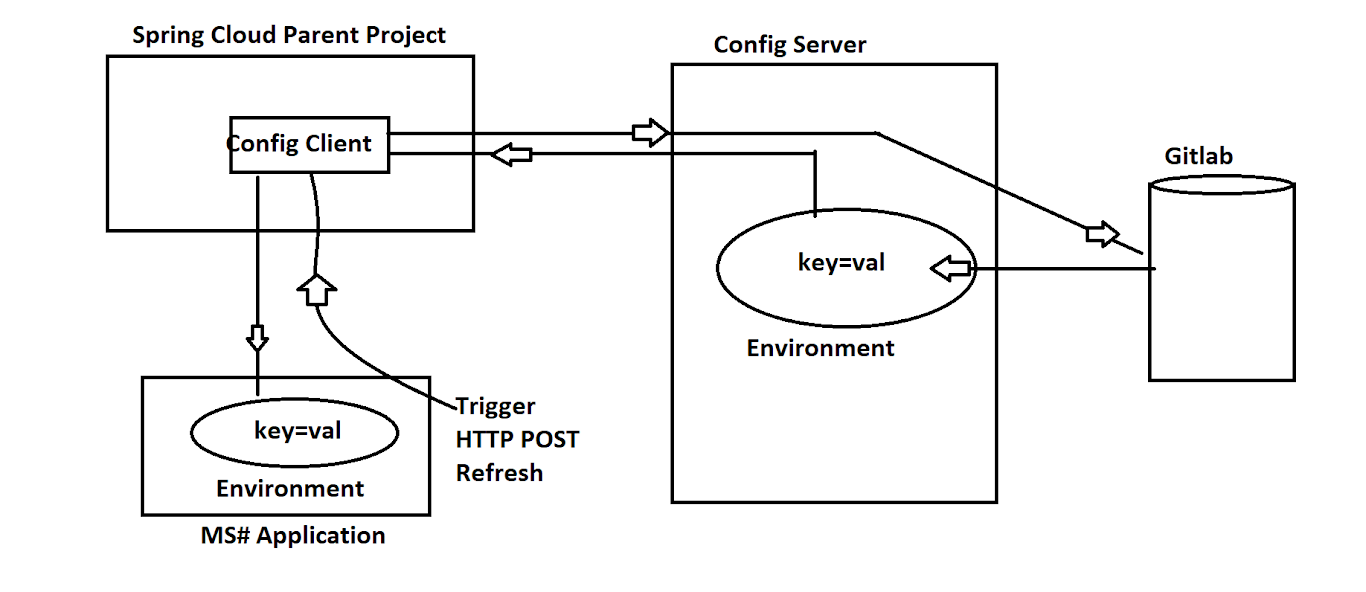 Spring Cloud Parent Project
Config Server
Config Client
Gitlab
key=val
Environment
Trigger
HTTP POST
Refresh
key=val
Environment
MS# Application